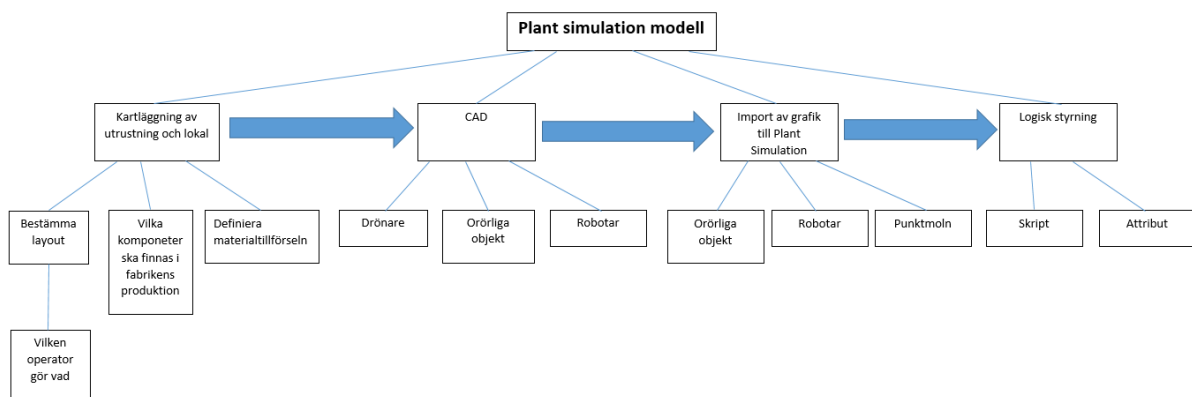 Plant simulation modell
Kartläggning av
utrustning och lokal
CAD
Import av grafik
till Plant
Simulation
Logisk styrning
Bestämma
layout
Vilka
komponeter
ska finnas i
fabrikens
produktion
Definiera
materialtillförseln
Drönare
Orörliga
objekt
Robotar
Orörliga
objekt
Robotar
Punktmoln
Skript
Attribut
Vilken
operator
gör vad